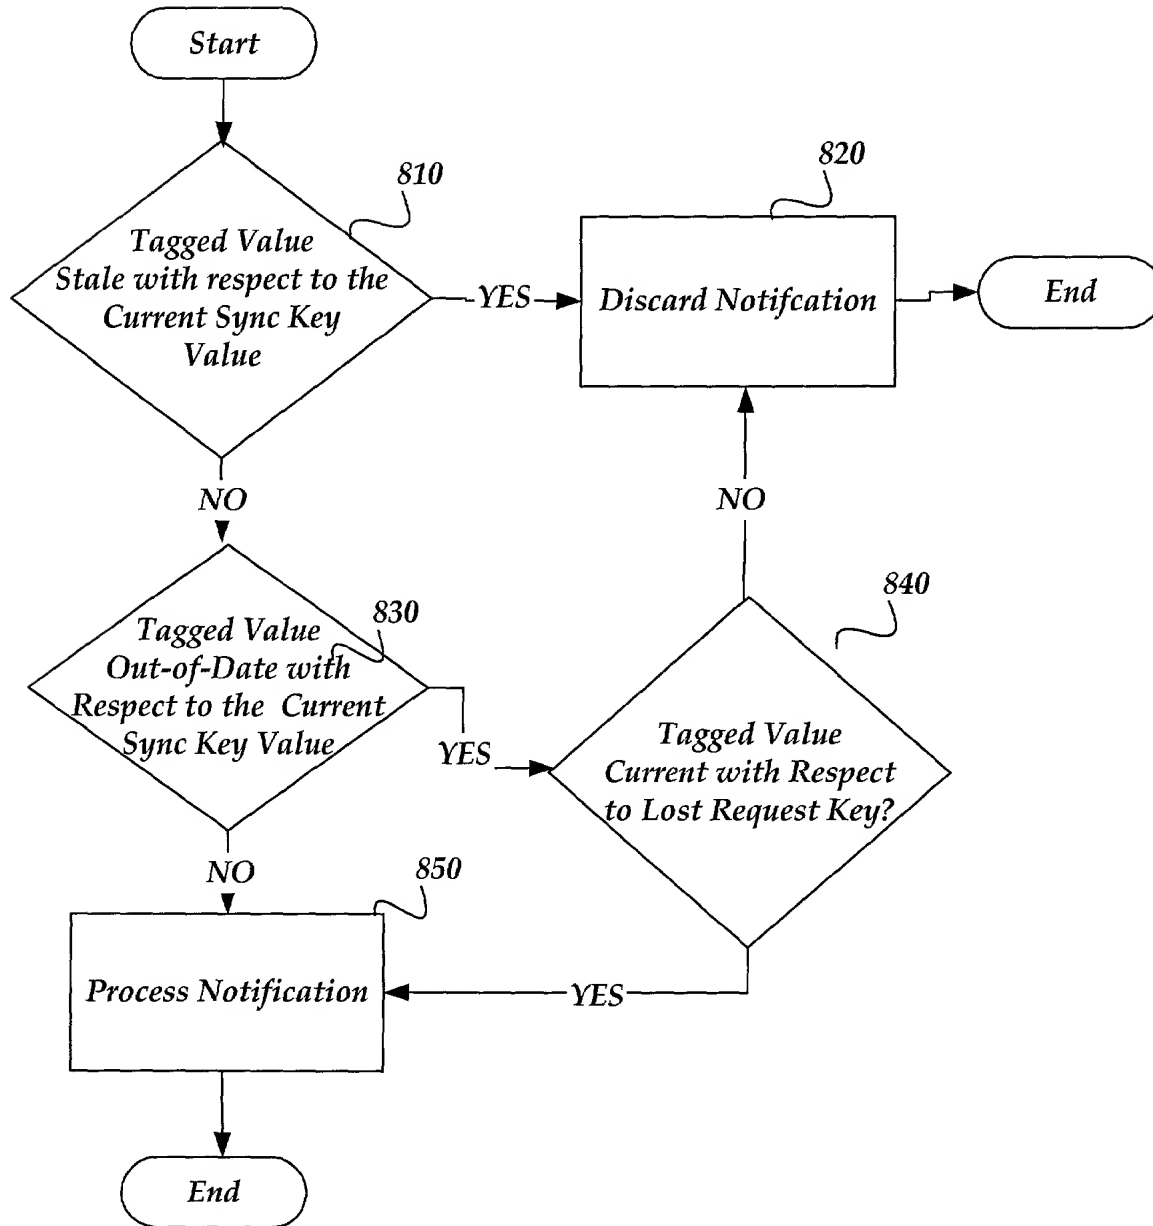 Start
810
Tagged Value
Stale with respect to the
Current Sync Key
Value
YES
820
Discard Notifcation
End
NO
NO
830
Tagged Value
Out-of-Date with
Respect to the Current
Sync Key Value
YES
840
Tagged Value
Current with Respect
to Lost Request Key?
NO
850
Process Notification
YES
End